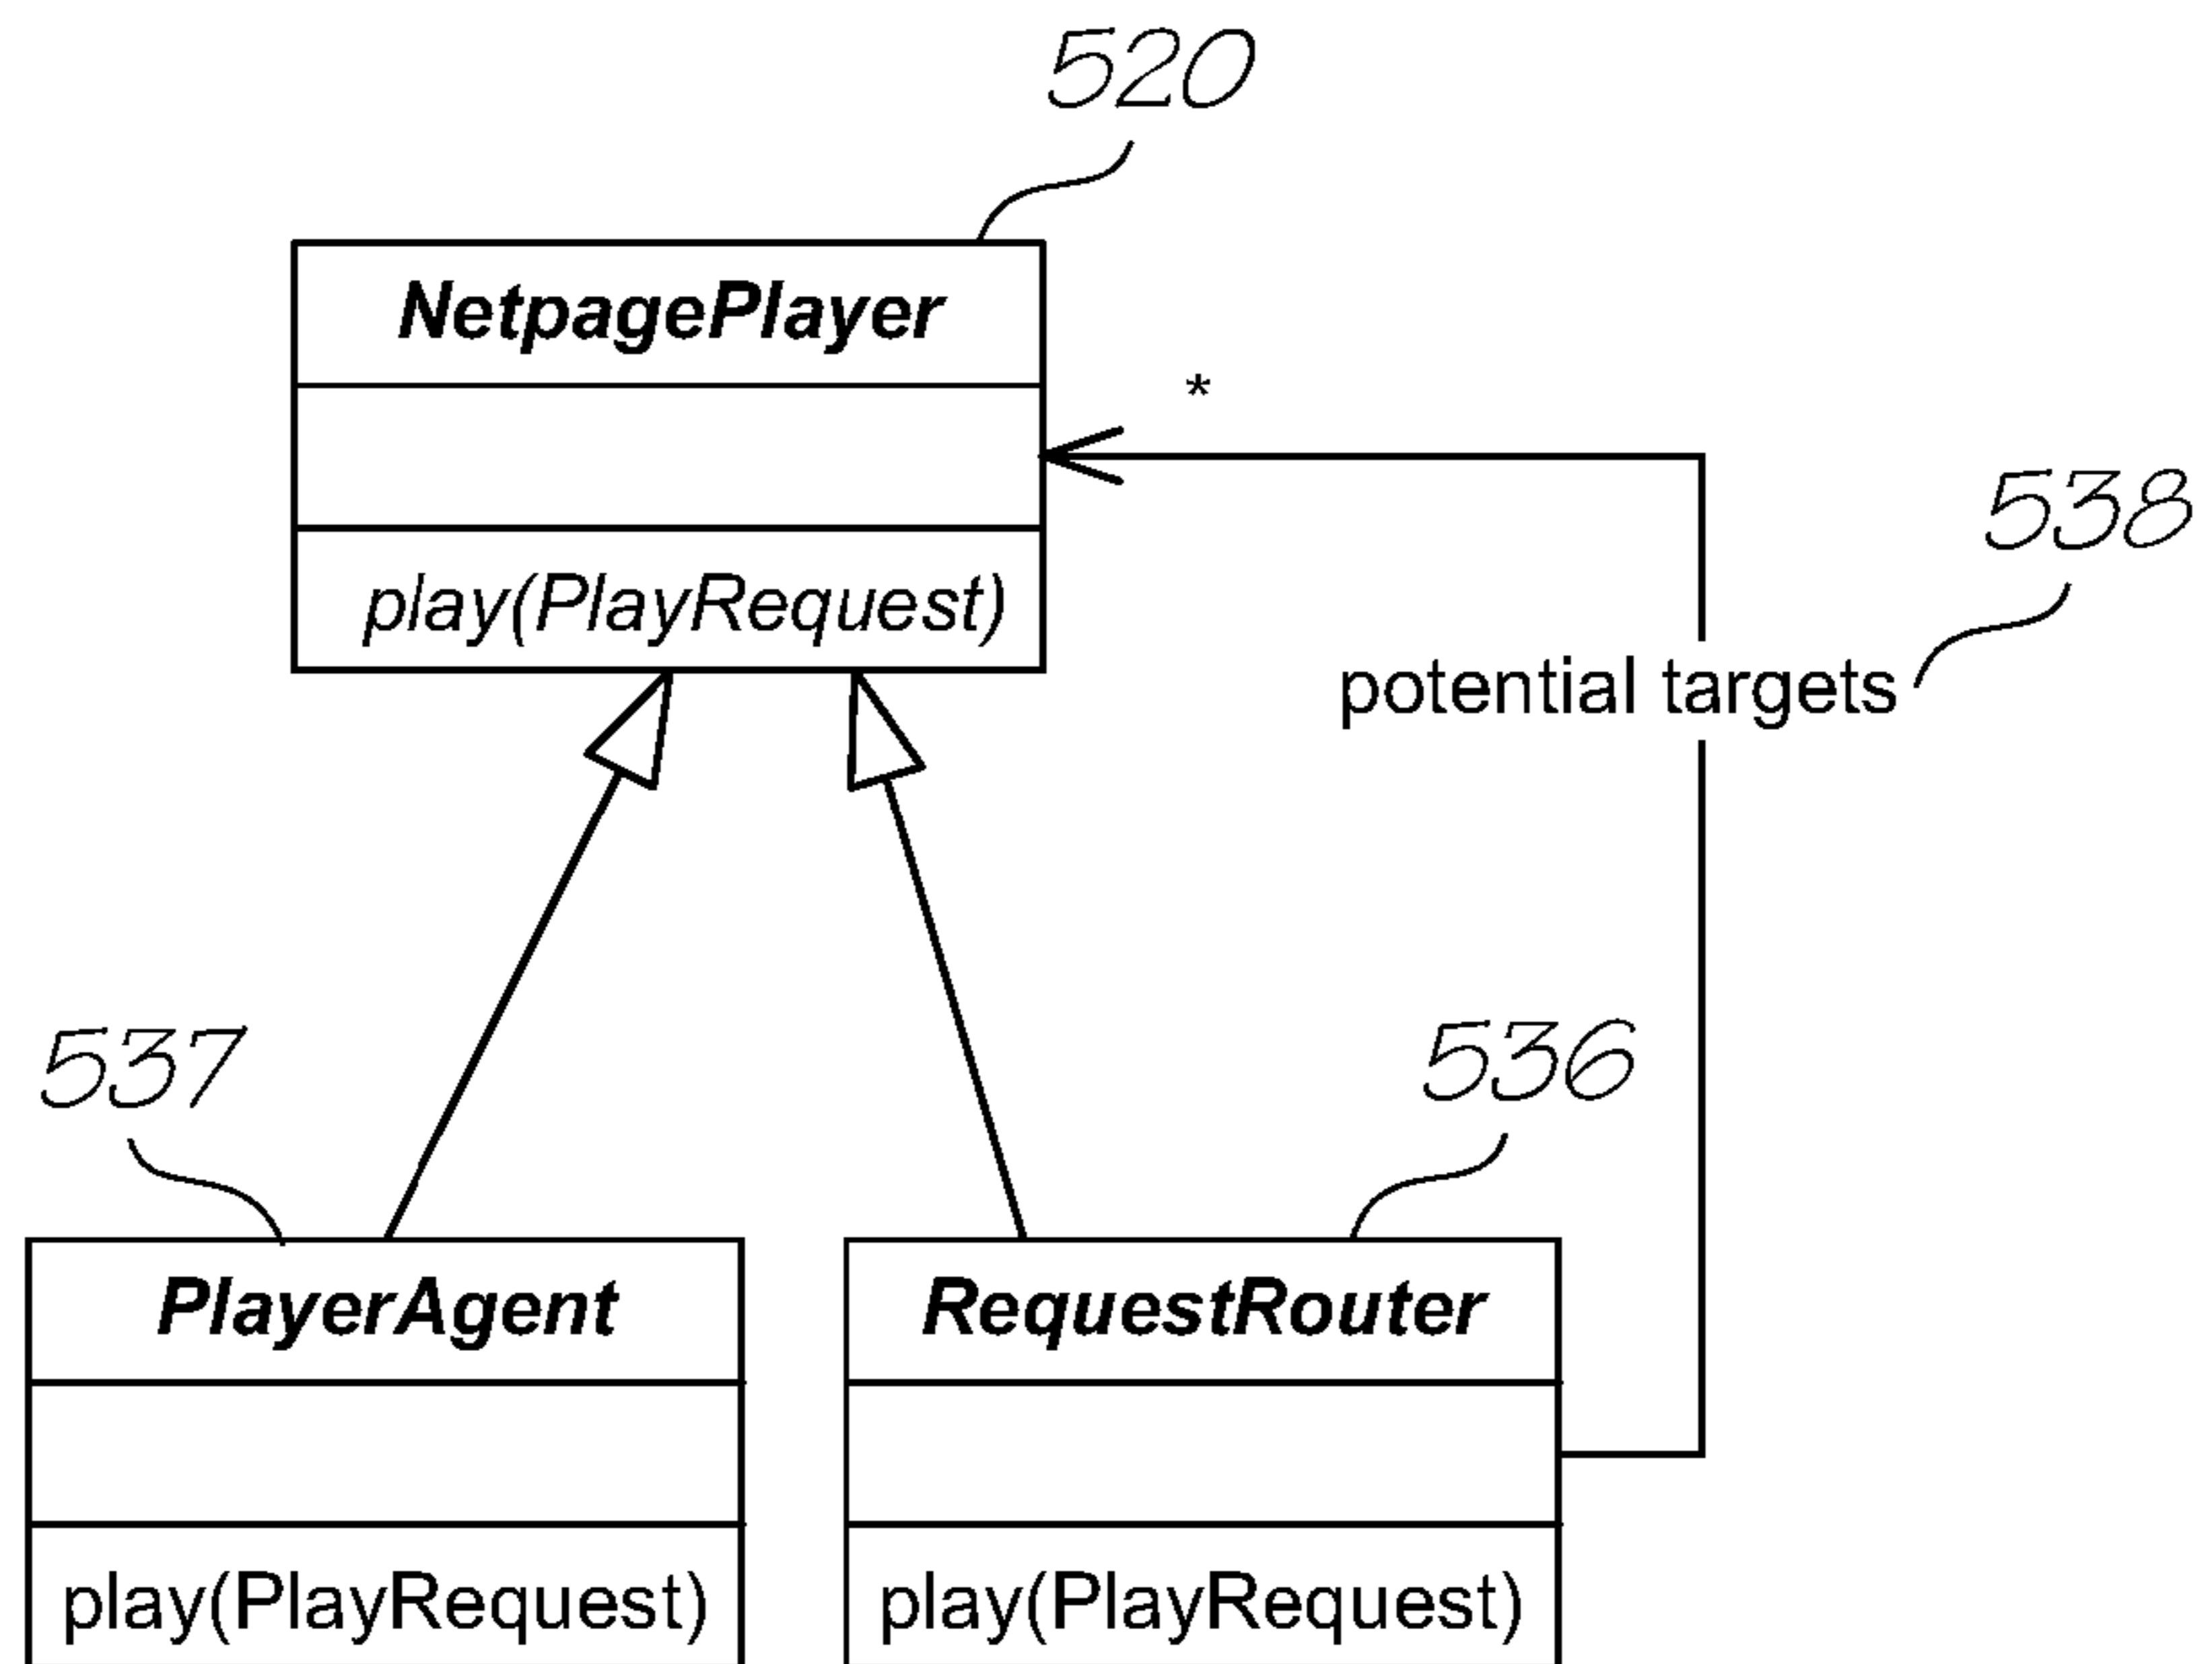 520
NetpagePlayer
*
play(PlayRequest)
538
potential targets
537
536
PlayerAgent
RequestRouter
play(PlayRequest)
play(PlayRequest)